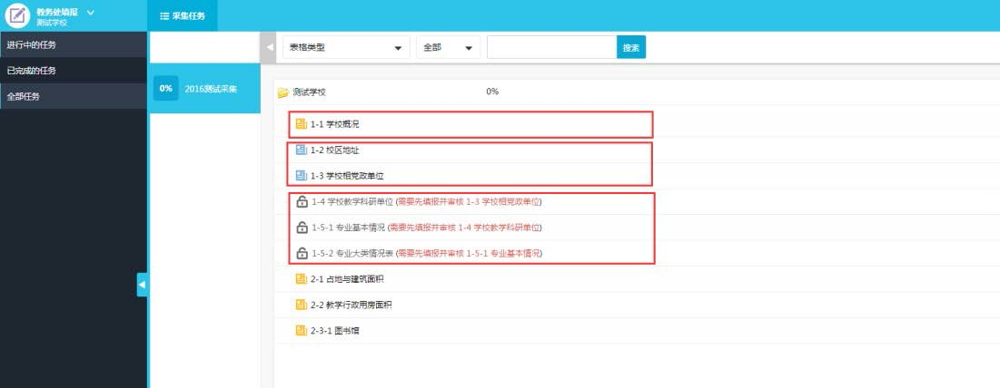 教务处填报
测试学校
采集任务
进行中的任务
已完成的任务
全部任务
0% 2016测试采集
表格类型 全部 搜索
测试学校 0%
1-1 学校概况
1-2 校区地址
1-3 学校相党政单位
1-4 学校教学科研单位 (需要先填报并审核 1-3 学校相党政单位)
1-5-1 专业基本情况 (需要先填报并审核 1-4 学校教学科研单位)
1-5-2 专业大类情况表 (需要先填报并审核 1-5-1 专业基本情况)
2-1 占地与建筑面积
2-2 教学行政用房面积
2-3-1 图书馆